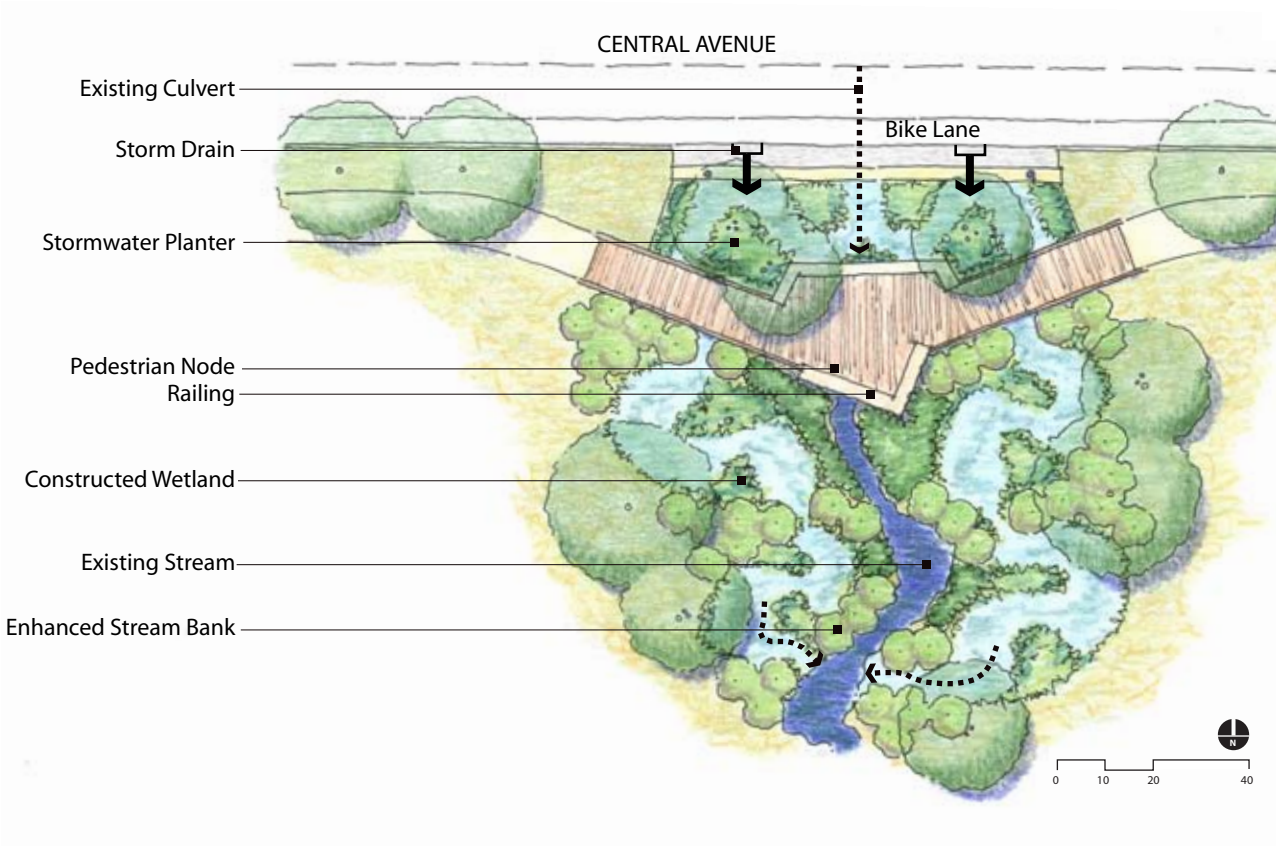 CENTRAL AVENUE
Existing Culvert
Bike Lane
Storm Drain
Stormwater Planter
Pedestrian Node
Railing
Constructed Wetland
Existing Stream
Enhanced Stream Bank
N
0 10 20 40